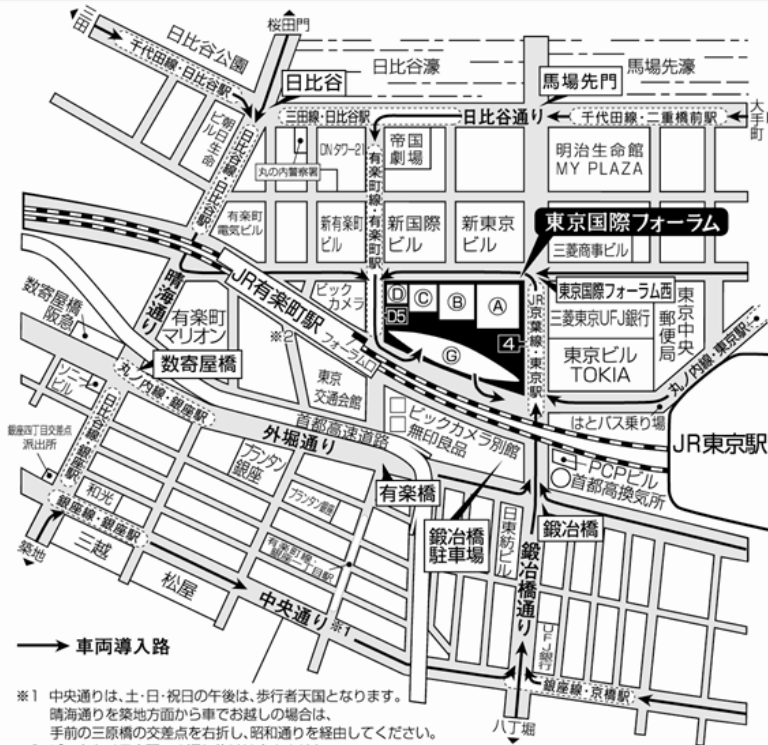 三田
桜田門
日比谷公園
千代田線・日比谷駅
日比谷
日比谷濠
馬場先門
馬場先濠
大手町
三田線・日比谷駅
日比谷通り
千代田線・二重橋前駅
朝日生命
ビル
日比谷線・日比谷駅
丸の内警察署
DNタワー21
有楽町線・有楽町駅
帝国
劇場
明治生命館
MY PLAZA
有楽町
電気ビル
新有楽町
ビル
新国際
ビル
新東京
ビル
東京国際フォーラム
三菱商事ビル
晴海通り
JR有楽町駅
ビック
カメラ
D
C
B
A
D5
G
4
JR京葉線・東京駅
東京国際フォーラム西
三菱東京UFJ銀行
東京中央
郵便局
東京ビル
TOKIA
丸ノ内線・東京駅
数寄屋橋
阪急
有楽町
マリオン
※2
フォーラム口
数寄屋橋
東京
交通会館
ソニー
ビル
丸ノ内線・銀座駅
首都高速道路
外堀通り
ビックカメラ別館
無印良品
はとバス乗り場
JR東京駅
銀座四丁目交差点
派出所
日比谷線・銀座駅
プランタン
銀座
プランタン銀座
有楽橋
PCPビル
首都高換気所
和光
銀座線・銀座駅
築地
三越
松屋
有楽町線・
銀座一丁目駅
鍛冶橋
駐車場
日東紡ビル
鍛冶橋
鍛冶橋通り
中央通り※1
UFJ銀行
銀座線・京橋駅
八丁堀
車両導入路
※1 中央通りは、土・日・祝日の午後は、歩行者天国となります。
晴海通りを築地方面から車でお越しの場合は、
手前の三原橋の交差点を右折し、昭和通りを経由してください。